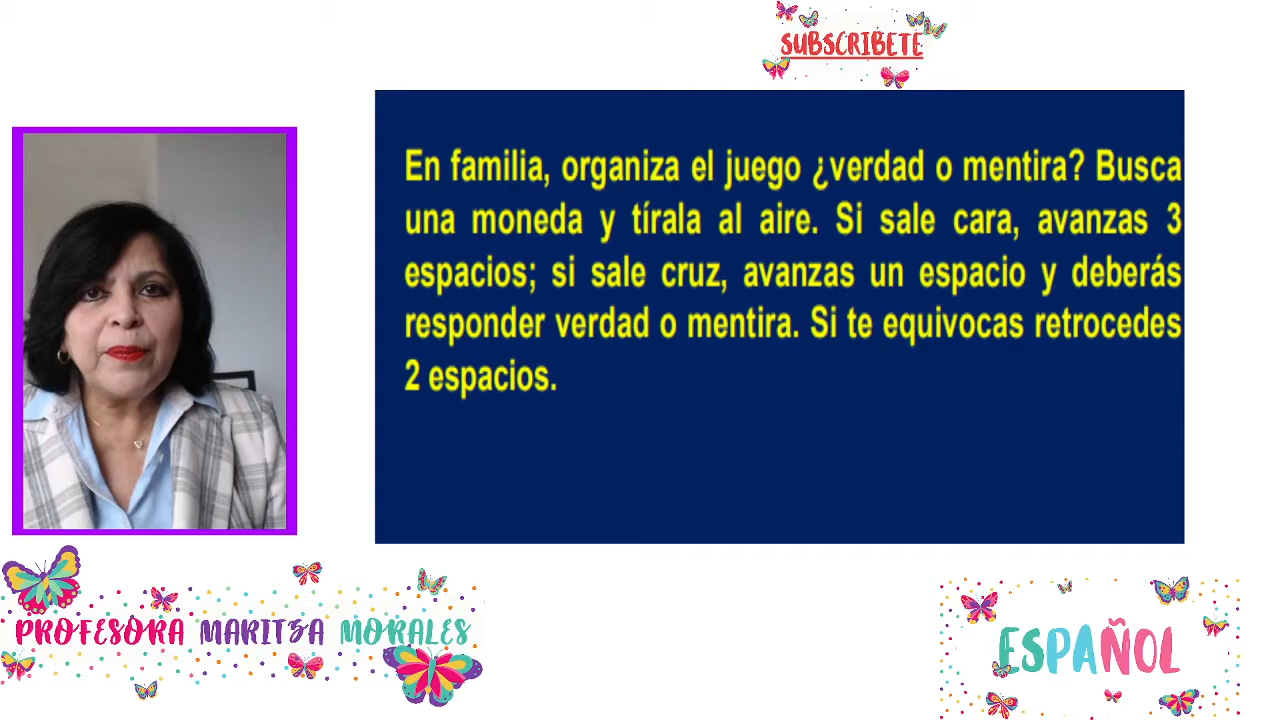 SUBSCRIBETE
En familia, organiza el juego ¿verdad o mentira? Busca
una moneda y tírala al aire. Si sale cara, avanzas 3
espacios; si sale cruz, avanzas un espacio y deberás
responder verdad o mentira. Si te equivocas retrocedes
2 espacios.
PROFESORA MARITZA MORALES
ESPAÑOL